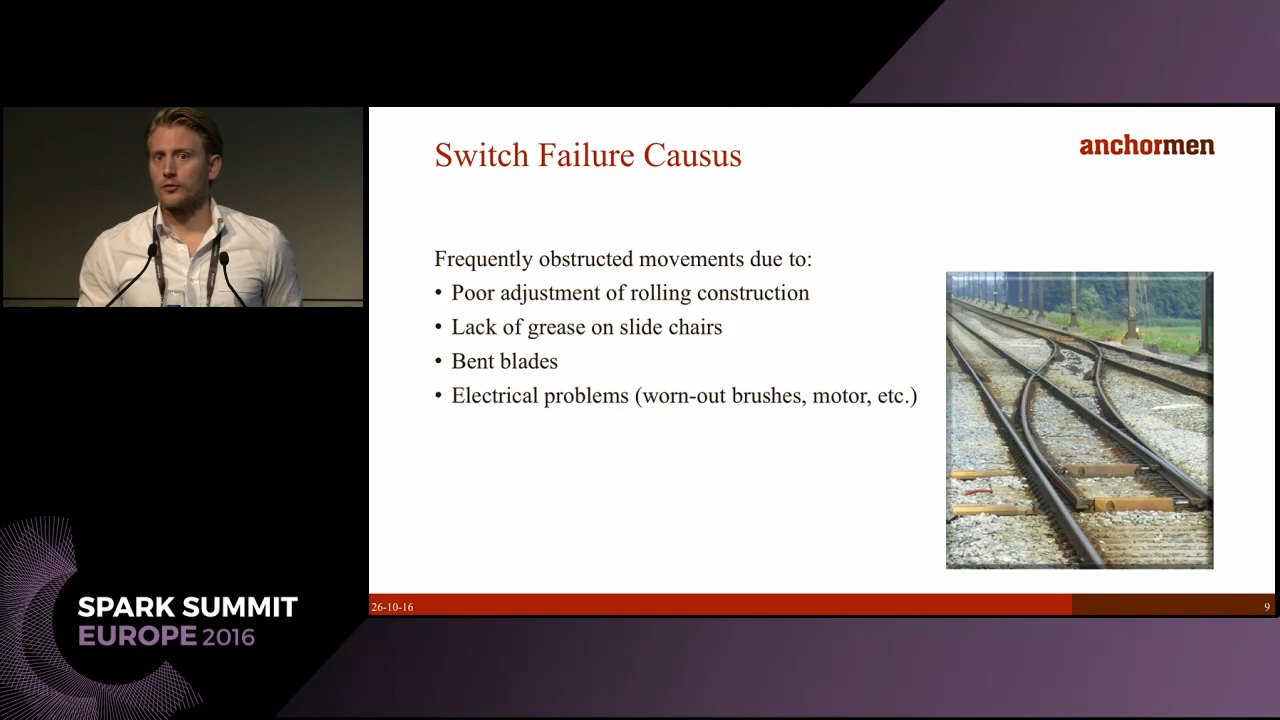 Switch Failure Causus
anchormen
Frequently obstructed movements due to:
• Poor adjustment of rolling construction
• Lack of grease on slide chairs
• Bent blades
• Electrical problems (worn-out brushes, motor, etc.)
26-10-16
9
SPARK SUMMIT
EUROPE 2016